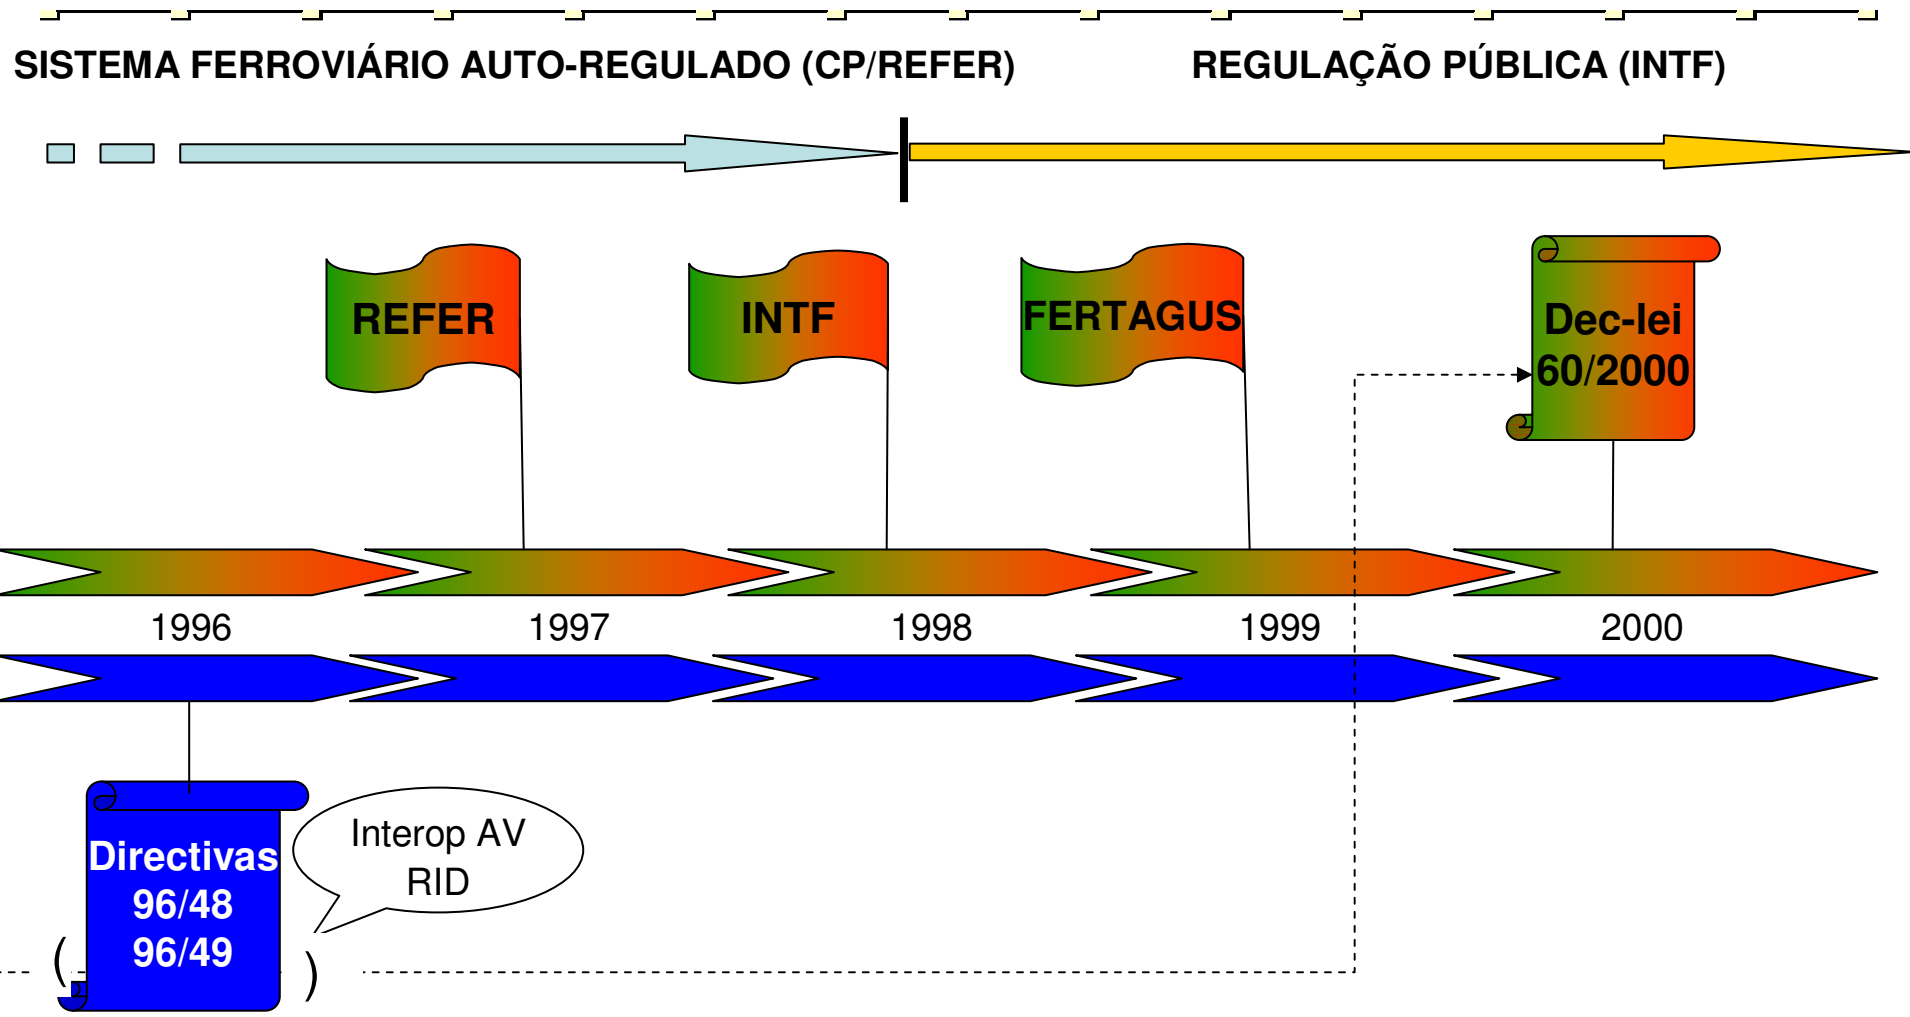 SISTEMA FERROVIÁRIO AUTO-REGULADO (CP/REFER)
REGULAÇÃO PÚBLICA (INTF)
REFER
INTF
FERTAGUS
Dec-lei
60/2000
1996
1997
1998
1999
2000
Directivas
96/48
96/49
( )
Interop AV
RID